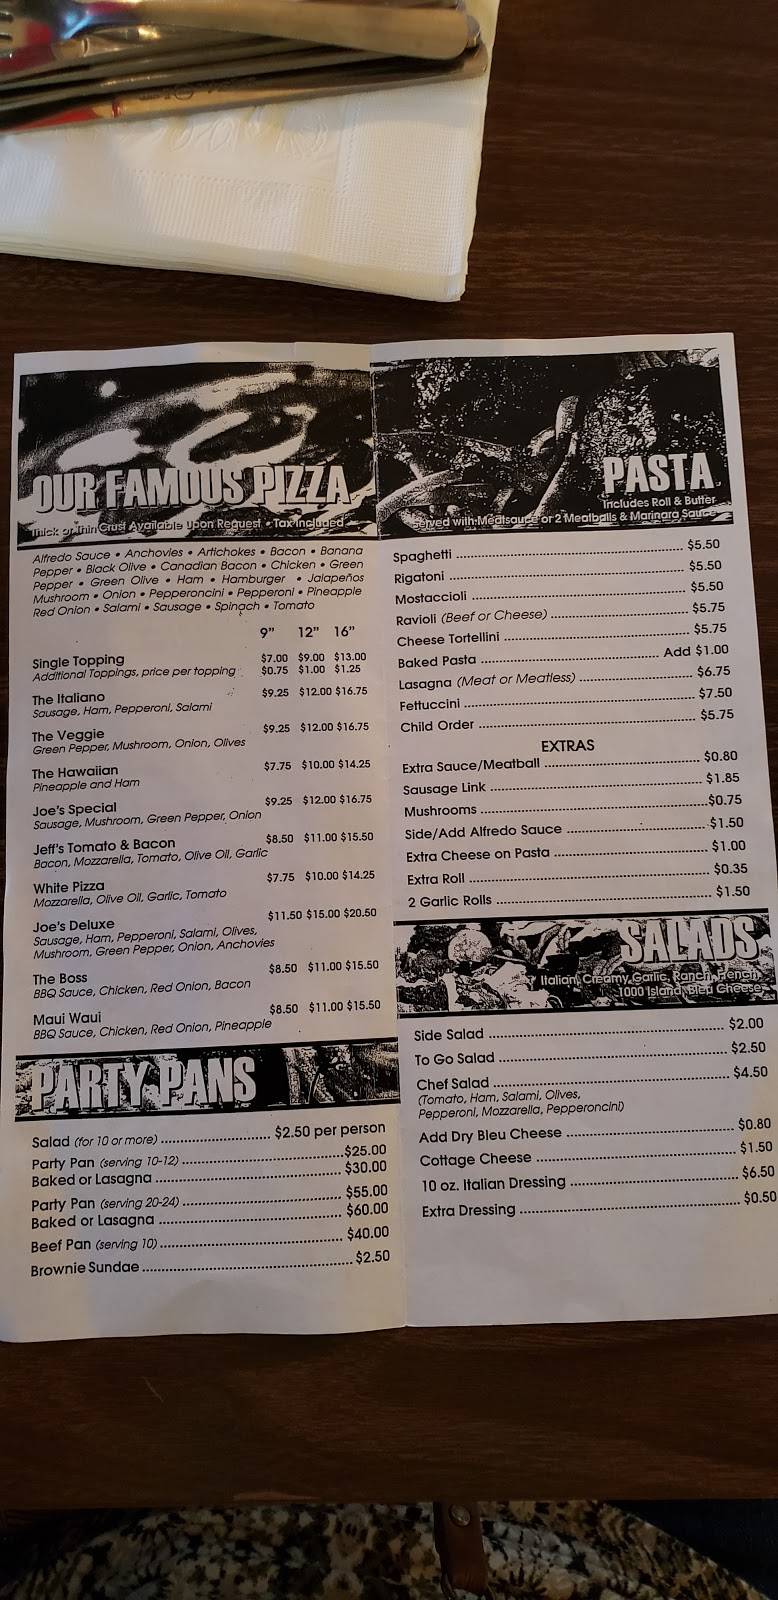 OUR FAMOUS PIZZA
Thick or Thin Crust Available Upon Request • Tax Included
Alfredo Sauce • Anchovies • Artichokes • Bacon • Banana
Pepper • Black Olive • Canadian Bacon • Chicken • Green
Pepper • Green Olive • Ham • Hamburger • Jalapeños
Mushroom • Onion • Pepperoncini • Pepperoni • Pineapple
Red Onion • Salami • Sausage • Spinach • Tomato
9" 12" 16"
Single Topping $7.00 $9.00 $13.00
Additional Toppings, price per topping $0.75 $1.00 $1.25
The Italiano $9.25 $12.00 $16.75
Sausage, Ham, Pepperoni, Salami
The Veggie $9.25 $12.00 $16.75
Green Pepper, Mushroom, Onion, Olives
The Hawaiian $7.75 $10.00 $14.25
Pineapple and Ham
Joe's Special $9.25 $12.00 $16.75
Sausage, Mushroom, Green Pepper, Onion
Jeff's Tomato & Bacon $8.50 $11.00 $15.50
Bacon, Mozzarella, Tomato, Olive Oil, Garlic
White Pizza $7.75 $10.00 $14.25
Mozzarella, Olive Oil, Garlic, Tomato
Joe's Deluxe $11.50 $15.00 $20.50
Sausage, Ham, Pepperoni, Salami, Olives,
Mushroom, Green Pepper, Onion, Anchovies
The Boss $8.50 $11.00 $15.50
BBQ Sauce, Chicken, Red Onion, Bacon
Maui Waui $8.50 $11.00 $15.50
BBQ Sauce, Chicken, Red Onion, Pineapple
PARTY PANS
Salad (for 10 or more) $2.50 per person
Party Pan (serving 10-12) $25.00
Baked or Lasagna $30.00
Party Pan (serving 20-24) $55.00
Baked or Lasagna $60.00
Beef Pan (serving 10) $40.00
Brownie Sundae $2.50
PASTA
Includes Roll & Butter
Served with Meatsauce or 2 Meatballs & Marinara Sauce
Spaghetti $5.50
Rigatoni $5.50
Mostaccioli $5.50
Ravioli (Beef or Cheese) $5.75
Cheese Tortellini $5.75
Baked Pasta Add $1.00
Lasagna (Meat or Meatless) $6.75
Fettuccini $7.50
Child Order $5.75
EXTRAS
Extra Sauce/Meatball $0.80
Sausage Link $1.85
Mushrooms $0.75
Side/Add Alfredo Sauce $1.50
Extra Cheese on Pasta $1.00
Extra Roll $0.35
2 Garlic Rolls $1.50
SALADS
Italian, Creamy Garlic, Ranch, French,
1000 Island, Bleu Cheese
Side Salad $2.00
To Go Salad $2.50
Chef Salad $4.50
(Tomato, Ham, Salami, Olives,
Pepperoni, Mozzarella, Pepperoncini)
Add Dry Bleu Cheese $0.80
Cottage Cheese $1.50
10 oz. Italian Dressing $6.50
Extra Dressing $0.50